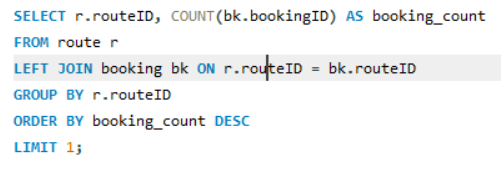 SELECT r.routeID, COUNT(bk.bookingID) AS booking_count
FROM route r
LEFT JOIN booking bk ON r.routeID = bk.routeID
GROUP BY r.routeID
ORDER BY booking_count DESC
LIMIT 1;